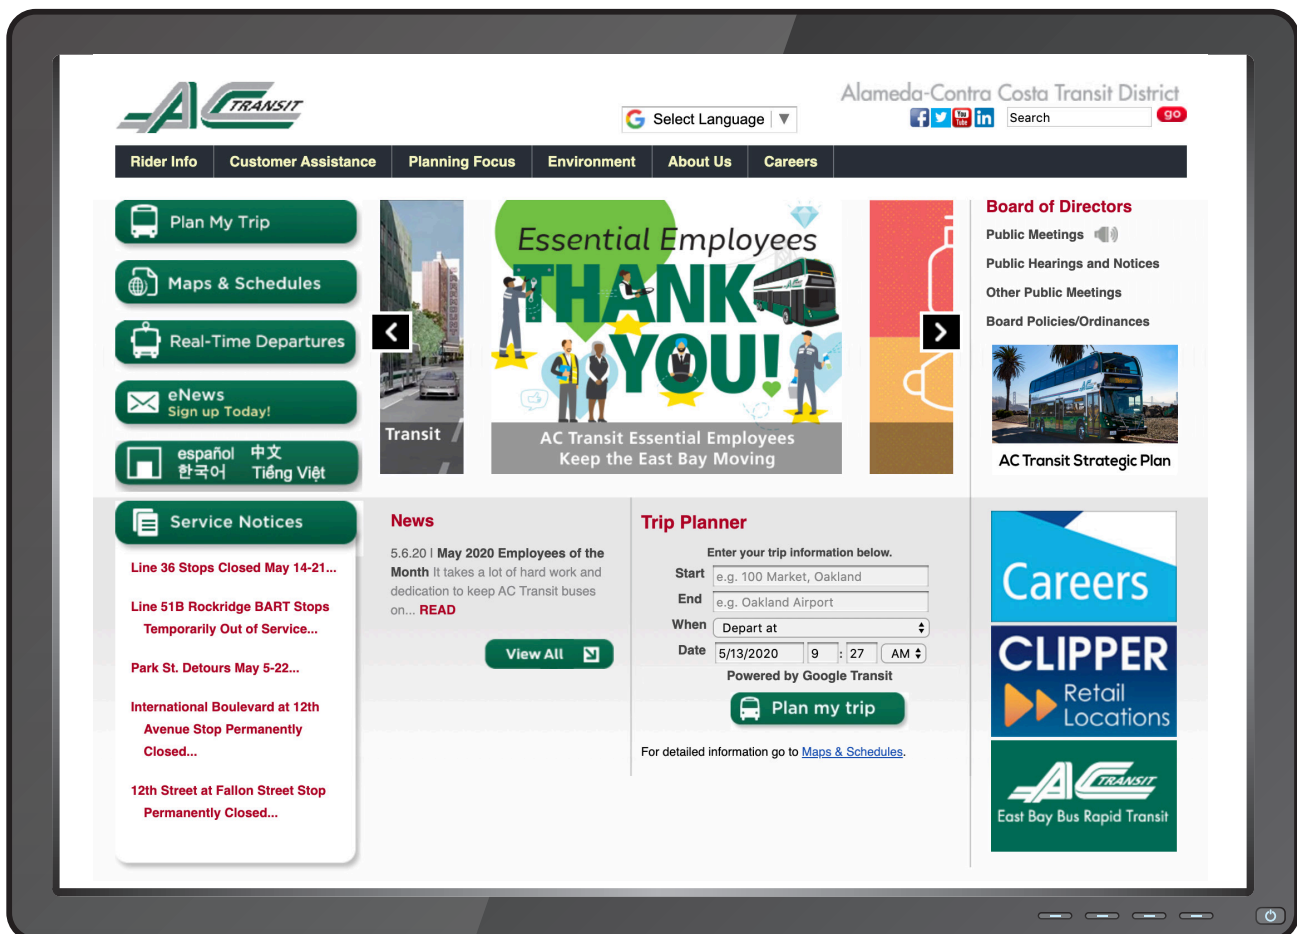 AC TRANSIT
Alameda-Contra Costa Transit District
Select Language ▼
You
Tube
Search
go
Rider Info
Customer Assistance
Planning Focus
Environment
About Us
Careers
Plan My Trip
Maps & Schedules
Real-Time Departures
eNews
Sign up Today!
español 中文
한국어 Tiếng Việt
Transit
Essential Employees
THANK
YOU!
AC Transit Essential Employees
Keep the East Bay Moving
Board of Directors
Public Meetings
Public Hearings and Notices
Other Public Meetings
Board Policies/Ordinances
AC Transit Strategic Plan
Service Notices
Line 36 Stops Closed May 14-21...
Line 51B Rockridge BART Stops
Temporarily Out of Service...
Park St. Detours May 5-22...
International Boulevard at 12th
Avenue Stop Permanently
Closed...
12th Street at Fallon Street Stop
Permanently Closed...
News
5.6.20 | May 2020 Employees of the
Month It takes a lot of hard work and
dedication to keep AC Transit buses
on... READ
View All
Trip Planner
Enter your trip information below.
Start e.g. 100 Market, Oakland
End e.g. Oakland Airport
When Depart at
Date 5/13/2020 9 : 27 AM
Powered by Google Transit
Plan my trip
For detailed information go to Maps & Schedules.
Careers
CLIPPER
Retail
Locations
AC TRANSIT
East Bay Bus Rapid Transit